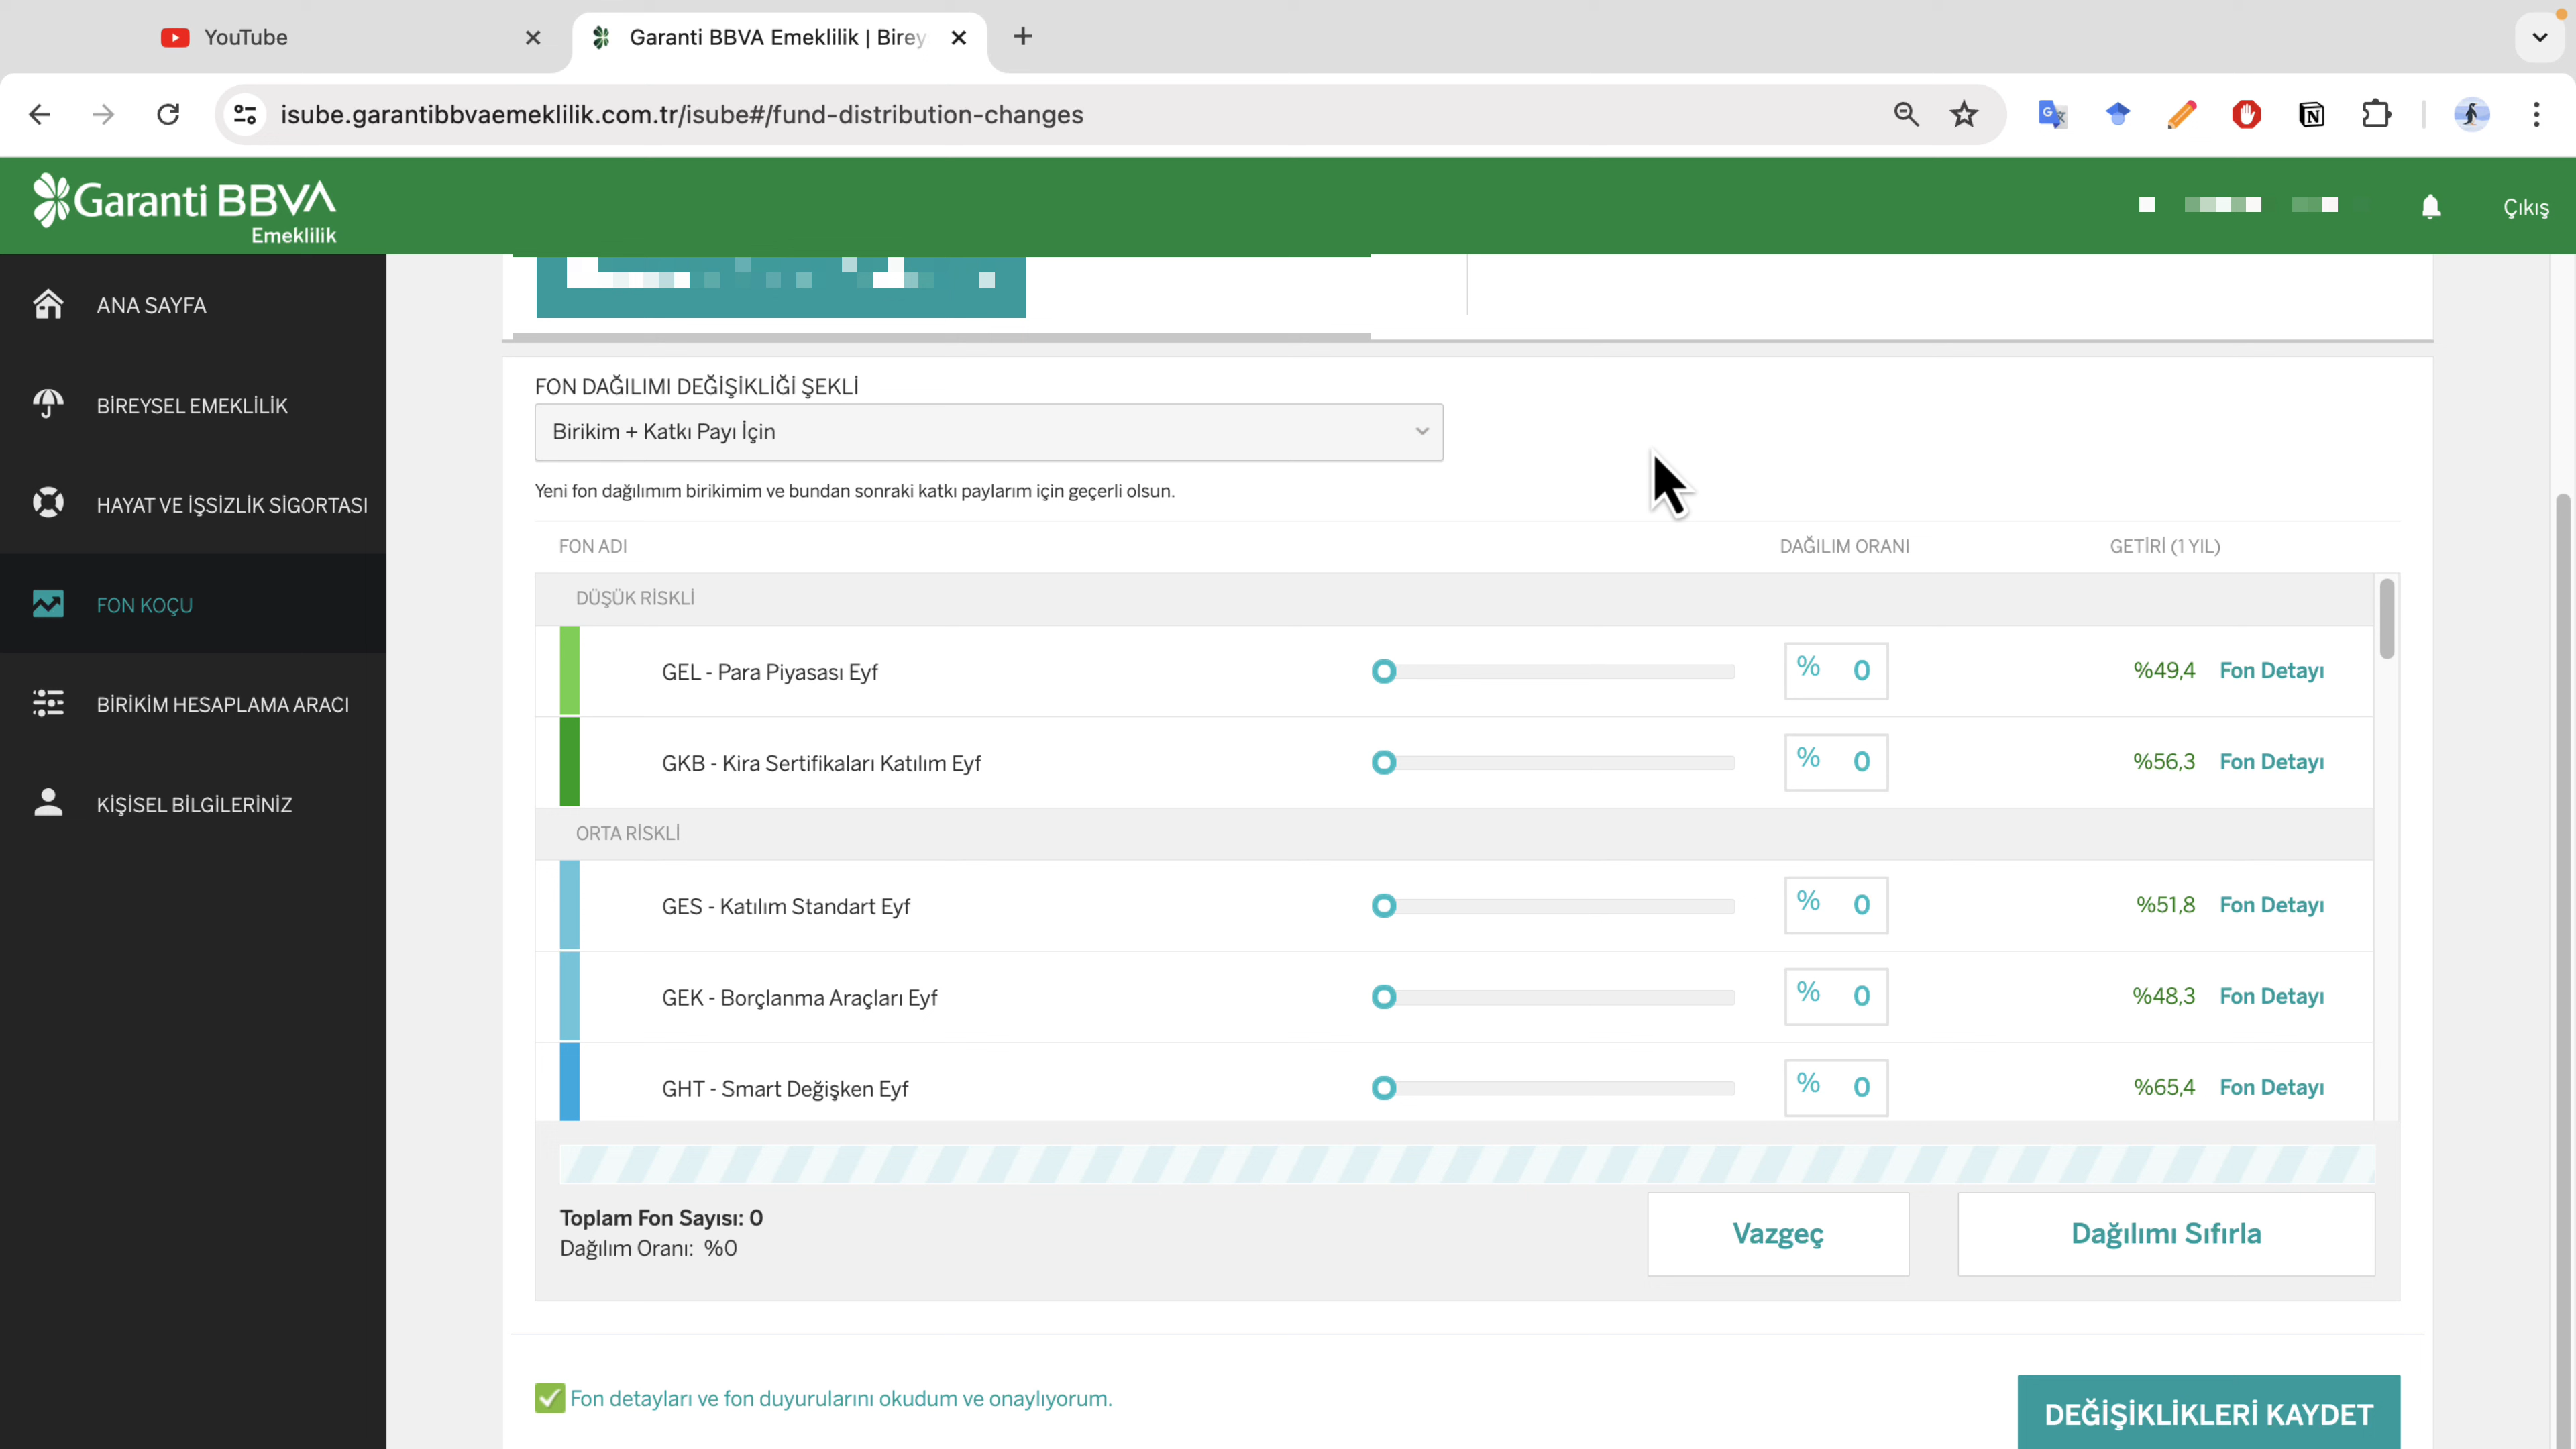 YouTube
Garanti BBVA Emeklilik | Birey
isube.garantibbvaemeklilik.com.tr/isube#/fund-distribution-changes
Garanti BBVA
Emeklilik
Çıkış
ANA SAYFA
BİREYSEL EMEKLİLİK
HAYAT VE İŞSİZLİK SİGORTASI
FON KOÇU
BİRİKİM HESAPLAMA ARACI
KİŞİSEL BİLGİLERİNİZ
FON DAĞILIMI DEĞİŞİKLİĞİ ŞEKLİ
Birikim + Katkı Payı İçin
Yeni fon dağılımım birikimim ve bundan sonraki katkı paylarım için geçerli olsun.
FON ADI DAĞILIM ORANI GETİRİ (1 YIL)
DÜŞÜK RİSKLİ
GEL - Para Piyasası Eyf % 0 %49,4 Fon Detayı
GKB - Kira Sertifikaları Katılım Eyf % 0 %56,3 Fon Detayı
ORTA RİSKLİ
GES - Katılım Standart Eyf % 0 %51,8 Fon Detayı
GEK - Borçlanma Araçları Eyf % 0 %48,3 Fon Detayı
GHT - Smart Değişken Eyf % 0 %65,4 Fon Detayı
Toplam Fon Sayısı: 0
Dağılım Oranı: %0
Vazgeç
Dağılımı Sıfırla
Fon detayları ve fon duyurularını okudum ve onaylıyorum.
DEĞİŞİKLİKLERİ KAYDET